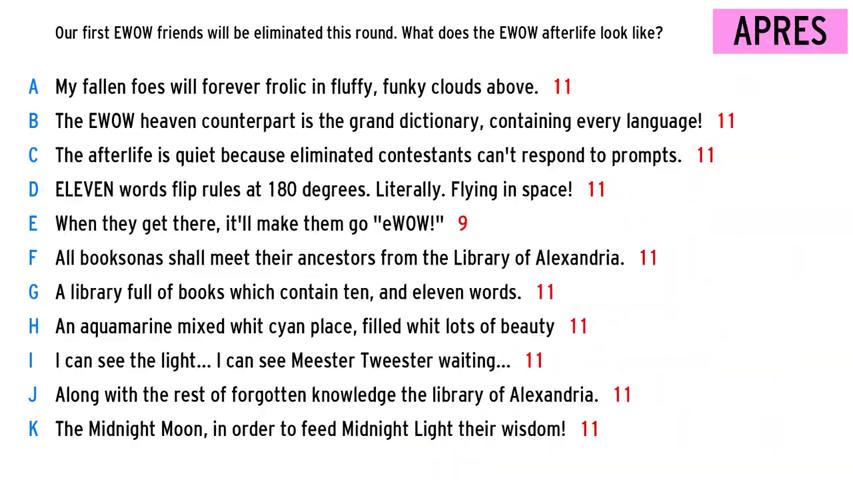 Our first EWOW friends will be eliminated this round. What does the EWOW afterlife look like?
APRES
A My fallen foes will forever frolic in fluffy, funky clouds above. 11
B The EWOW heaven counterpart is the grand dictionary, containing every language! 11
C The afterlife is quiet because eliminated contestants can't respond to prompts. 11
D ELEVEN words flip rules at 180 degrees. Literally. Flying in space! 11
E When they get there, it'll make them go "eWOW!" 9
F All booksonas shall meet their ancestors from the Library of Alexandria. 11
G A library full of books which contain ten, and eleven words. 11
H An aquamarine mixed whit cyan place, filled whit lots of beauty 11
I I can see the light... I can see Meester Tweester waiting... 11
J Along with the rest of forgotten knowledge the library of Alexandria. 11
K The Midnight Moon, in order to feed Midnight Light their wisdom! 11